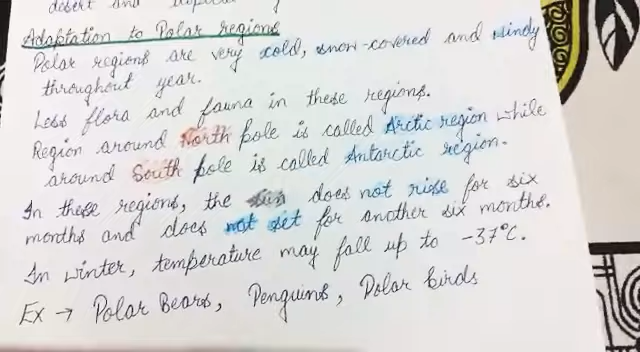 desert and
Adaptation to Polar regions
Polar regions are very cold, snow-covered and windy
throughout year.
Less flora and fauna in these regions.
Region around North pole is called Arctic region while
around South pole is called Antarctic region.
In these regions, the sun does not rise for six
months and does not set for another six months.
In winter, temperature may fall up to -37°C.
Ex → Polar Bears, Penguins, Polar birds